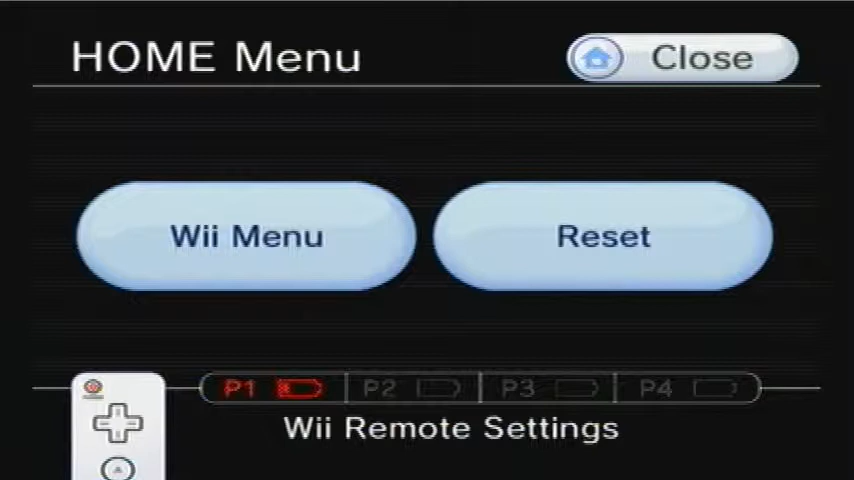 HOME Menu
Close
Wii Menu
Reset
P1 P2 P3 P4
Wii Remote Settings